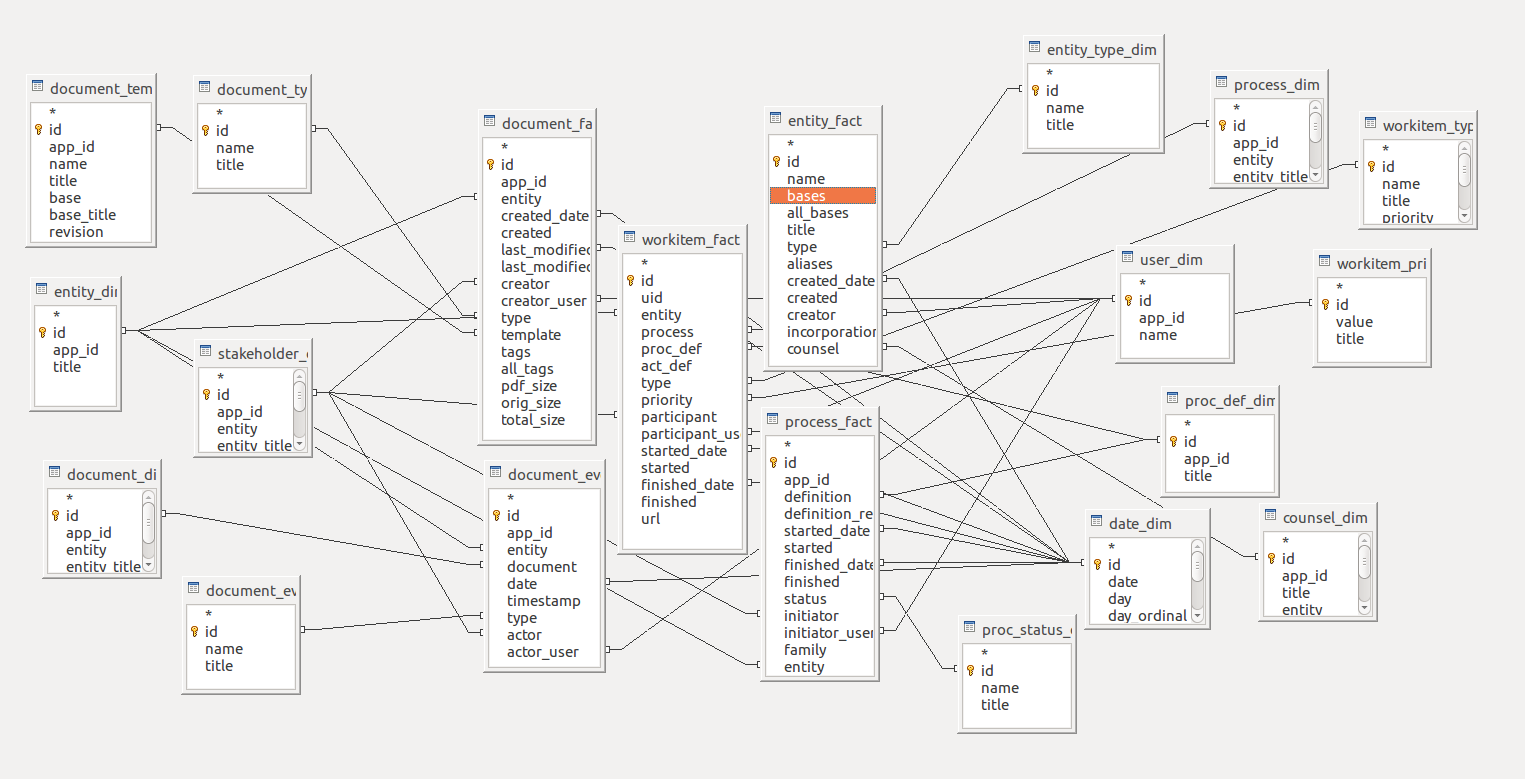 document_tem
*
id
app_id
name
title
base
base_title
revision
document_ty
*
id
name
title
document_fa
*
id
app_id
entity
created_date
created
last_modified
last_modified
creator
creator_user
type
template
tags
all_tags
pdf_size
orig_size
total_size
entity_fact
*
id
name
bases
all_bases
title
type
aliases
created_date
created
creator
incorporation
counsel
entity_type_dim
*
id
name
title
process_dim
*
id
app_id
entity
entity_title
workitem_typ
*
id
name
title
priority
workitem_fact
*
id
uid
entity
process
proc_def
act_def
type
priority
participant
participant_us
started_date
started
finished_date
finished
url
user_dim
*
id
app_id
name
workitem_pri
*
id
value
title
entity_di
*
id
app_id
title
stakeholder_
*
id
app_id
entity
entity_title
proc_def_dim
*
id
app_id
title
process_fact
*
id
app_id
definition
definition_re
started_date
started
finished_date
finished
status
initiator
initiator_user
family
entity
document_di
*
id
app_id
entity
entity_title
document_ev
*
id
app_id
entity
document
date
timestamp
type
actor
actor_user
date_dim
*
id
date
day
day_ordinal
counsel_dim
*
id
app_id
title
entity
document_ev
*
id
name
title
proc_status_
*
id
name
title